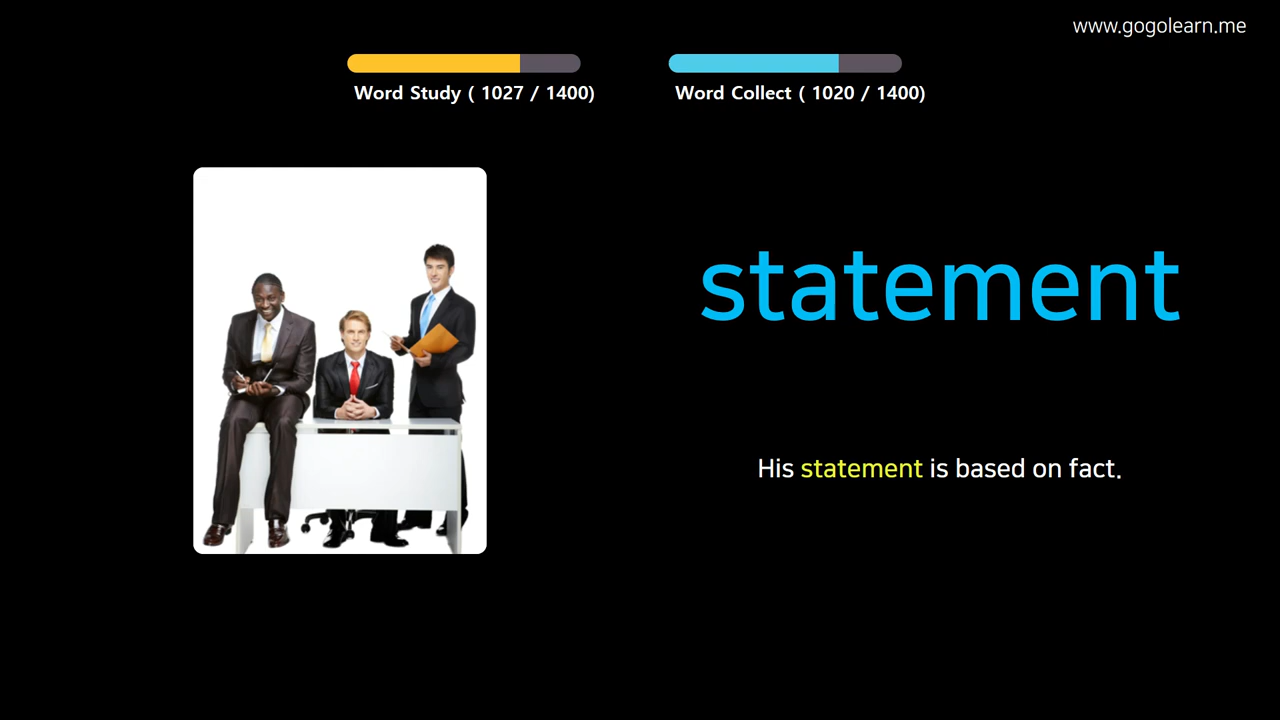 www.gogolearn.me
Word Study ( 1027 / 1400)
Word Collect ( 1020 / 1400)
statement
His statement is based on fact.